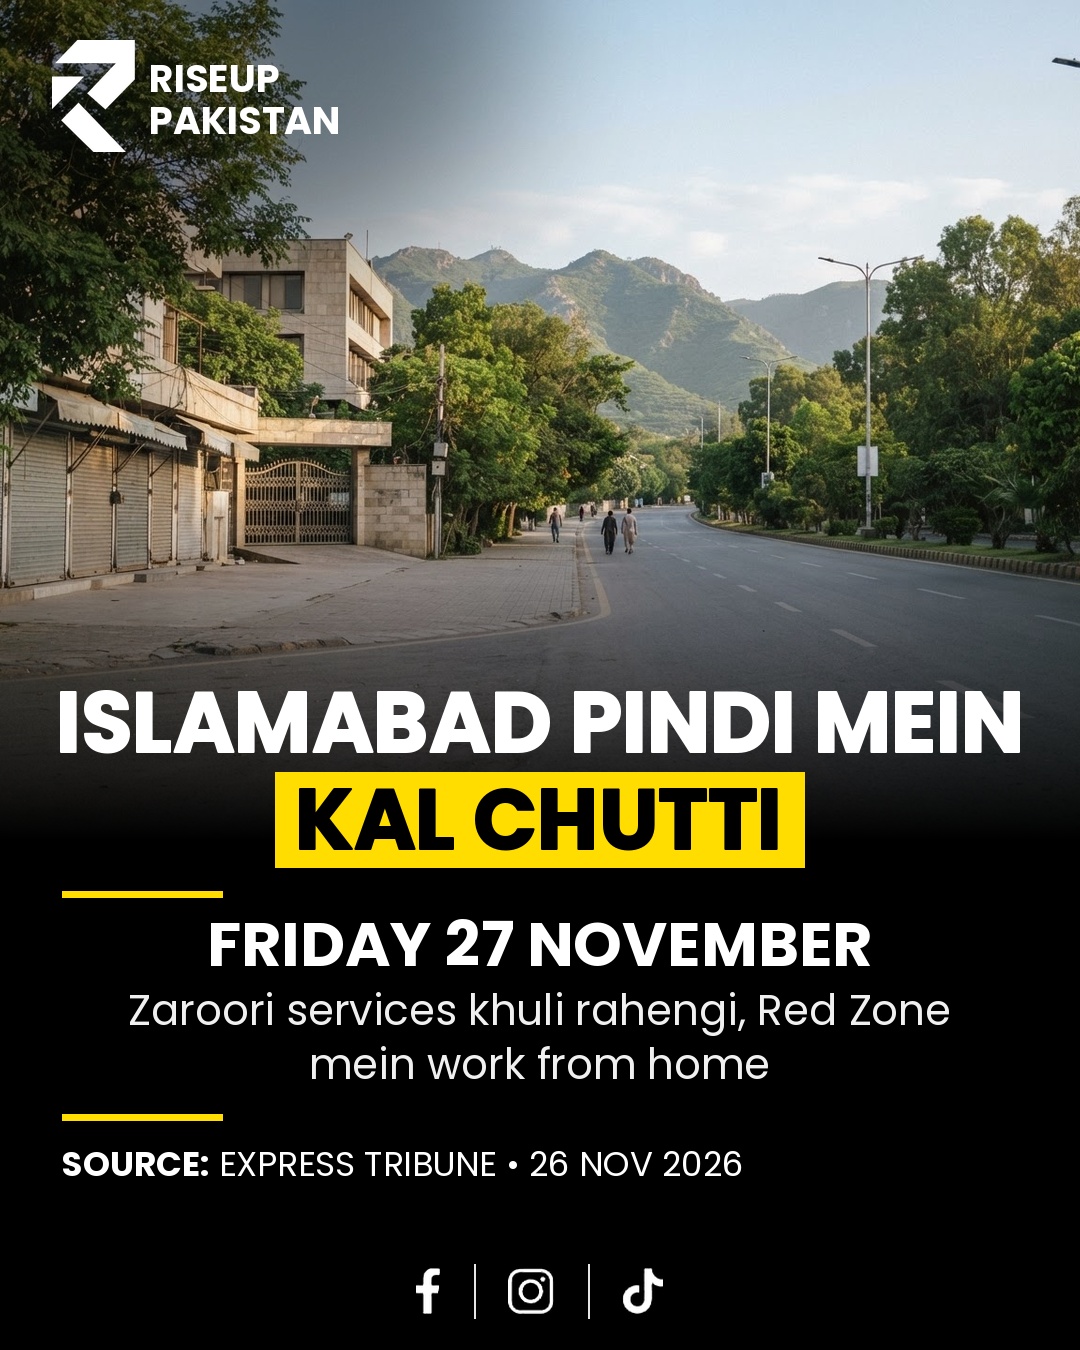 RISEUP
PAKISTAN
ISLAMABAD PINDI MEIN
KAL CHUTTI
FRIDAY 27 NOVEMBER
Zaroori services khuli rahengi, Red Zone
mein work from home
SOURCE: EXPRESS TRIBUNE • 26 NOV 2026